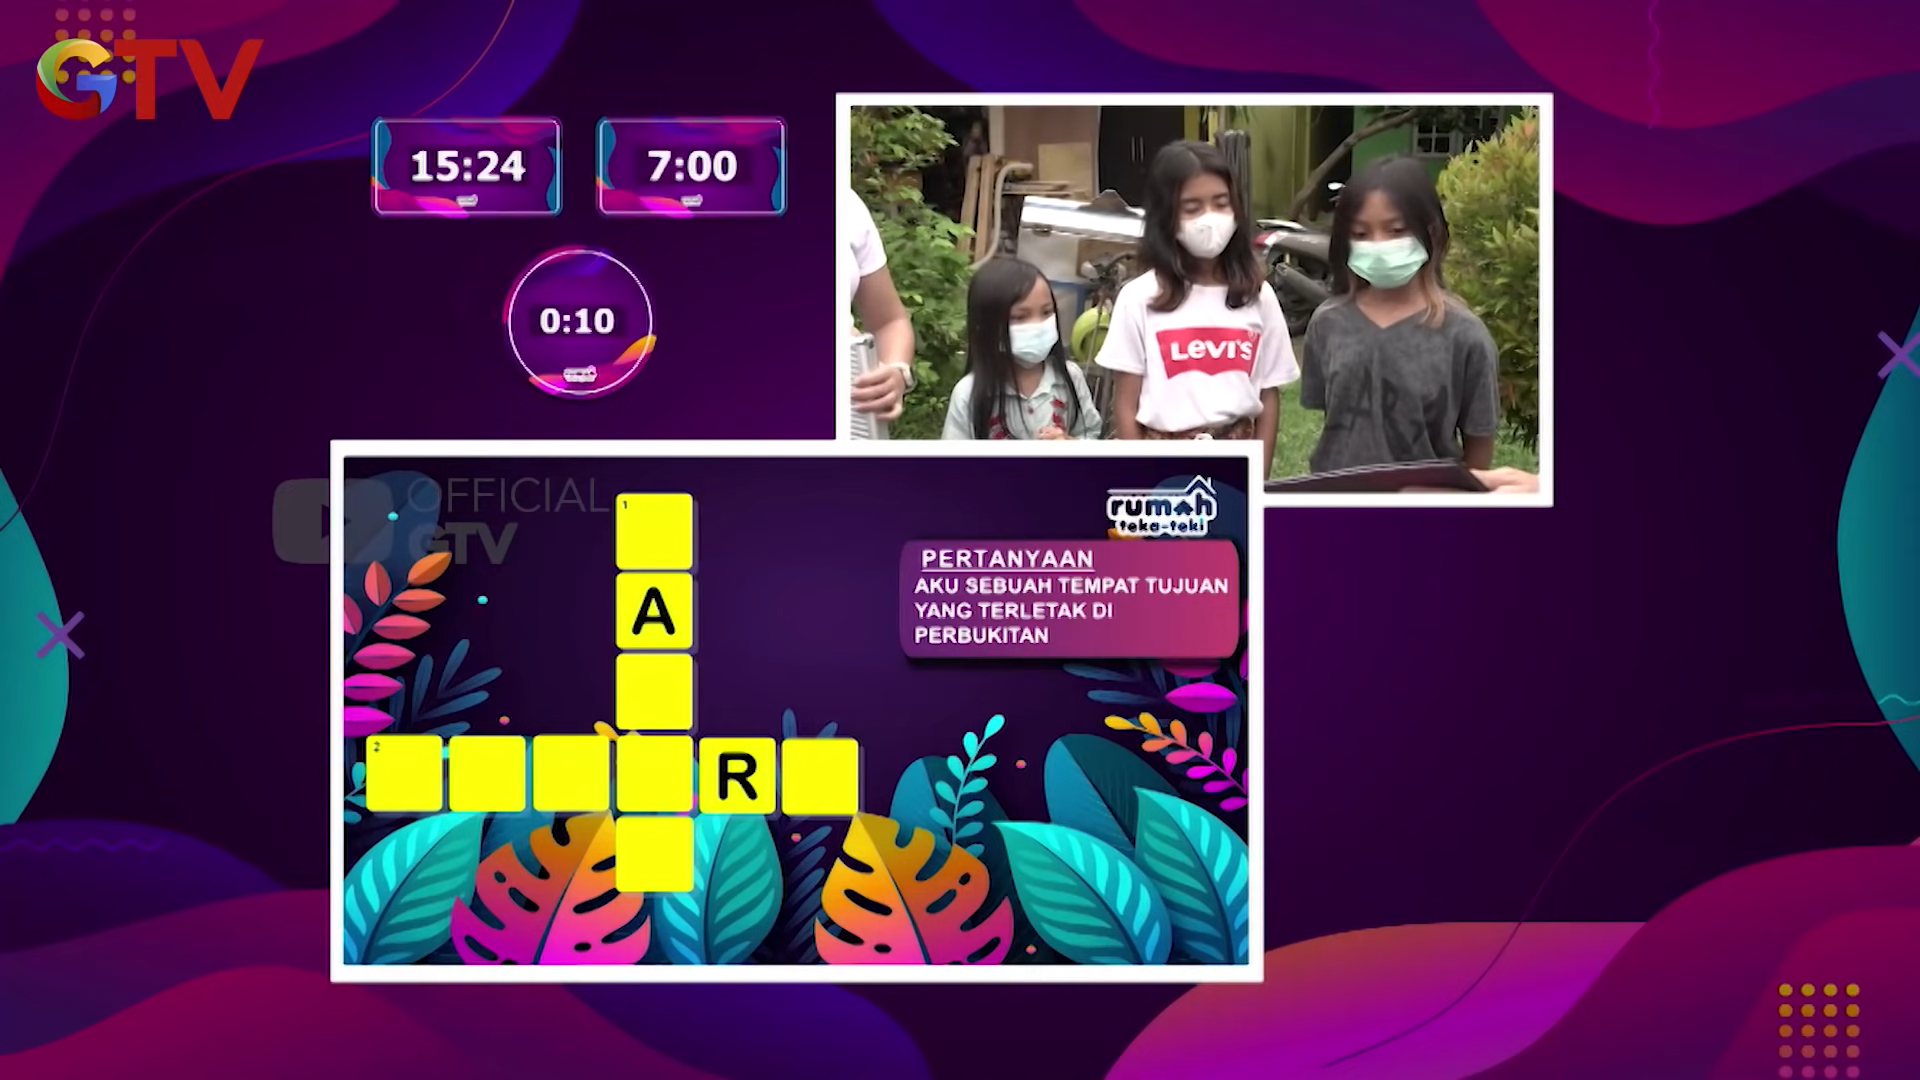 GTV
15:24
7:00
0:10
LEVI'S
OFFICIAL
GTV
rumah
teka-teki
1
A
2
R
PERTANYAAN
AKU SEBUAH TEMPAT TUJUAN
YANG TERLETAK DI
PERBUKITAN